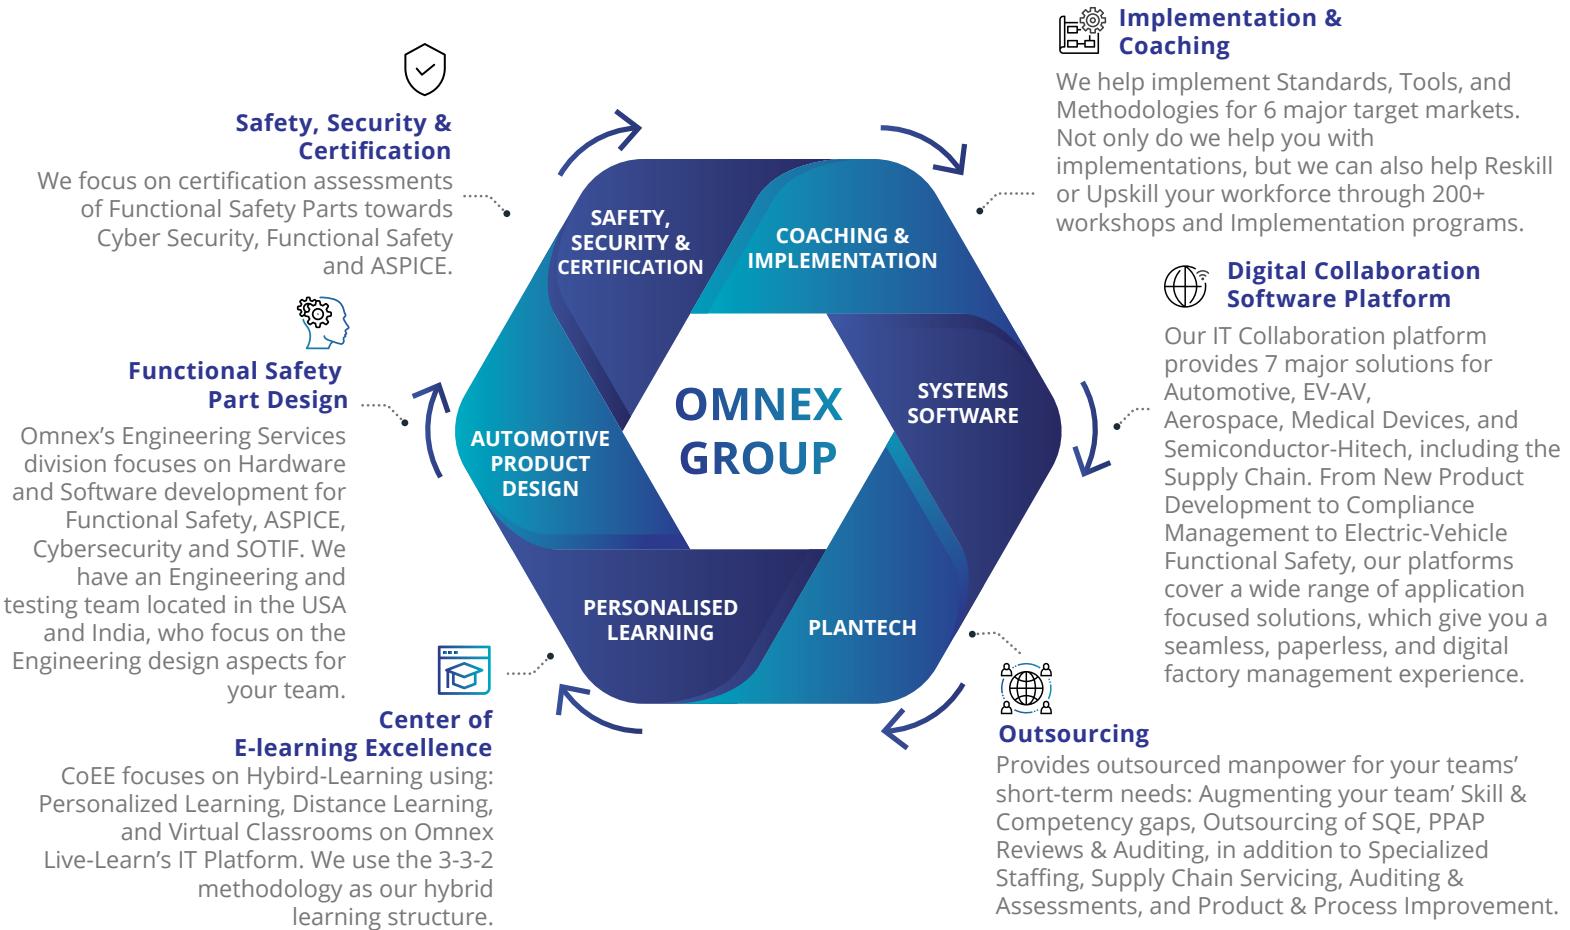 Implementation &
Coaching
We help implement Standards, Tools, and
Methodologies for 6 major target markets.
Not only do we help you with
implementations, but we can also help Reskill
or Upskill your workforce through 200+
workshops and Implementation programs.
Safety, Security &
Certification
We focus on certification assessments
of Functional Safety Parts towards
Cyber Security, Functional Safety
and ASPICE.
Digital Collaboration
Software Platform
Our IT Collaboration platform
provides 7 major solutions for
Automotive, EV-AV,
Aerospace, Medical Devices, and
Semiconductor-Hitech, including the
Supply Chain. From New Product
Development to Compliance
Management to Electric-Vehicle
Functional Safety, our platforms
cover a wide range of application
focused solutions, which give you a
seamless, paperless, and digital
factory management experience.
Functional Safety
Part Design
Omnex’s Engineering Services
division focuses on Hardware
and Software development for
Functional Safety, ASPICE,
Cybersecurity and SOTIF. We
have an Engineering and
testing team located in the USA
and India, who focus on the
Engineering design aspects for
your team.
SAFETY,
SECURITY &
CERTIFICATION
COACHING &
IMPLEMENTATION
SYSTEMS
SOFTWARE
OMNEX
GROUP
AUTOMOTIVE
PRODUCT
DESIGN
PERSONALISED
LEARNING
PLANTECH
Center of
E-learning Excellence
CoEE focuses on Hybird-Learning using:
Personalized Learning, Distance Learning,
and Virtual Classrooms on Omnex
Live-Learn’s IT Platform. We use the 3-3-2
methodology as our hybrid
learning structure.
Outsourcing
Provides outsourced manpower for your teams’
short-term needs: Augmenting your team’ Skill &
Competency gaps, Outsourcing of SQE, PPAP
Reviews & Auditing, in addition to Specialized
Staffing, Supply Chain Servicing, Auditing &
Assessments, and Product & Process Improvement.